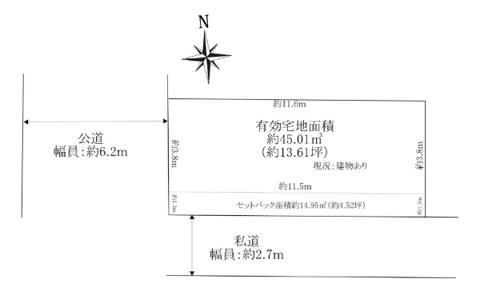 N
約11.6m
有効宅地面積
約45.01㎡
(約13.61坪)
現況：建物あり
公道
幅員：約6.2m
約3.8m
約3.8m
約11.5m
セットバック面積約14.95㎡(約4.52坪)
私道
幅員：約2.7m